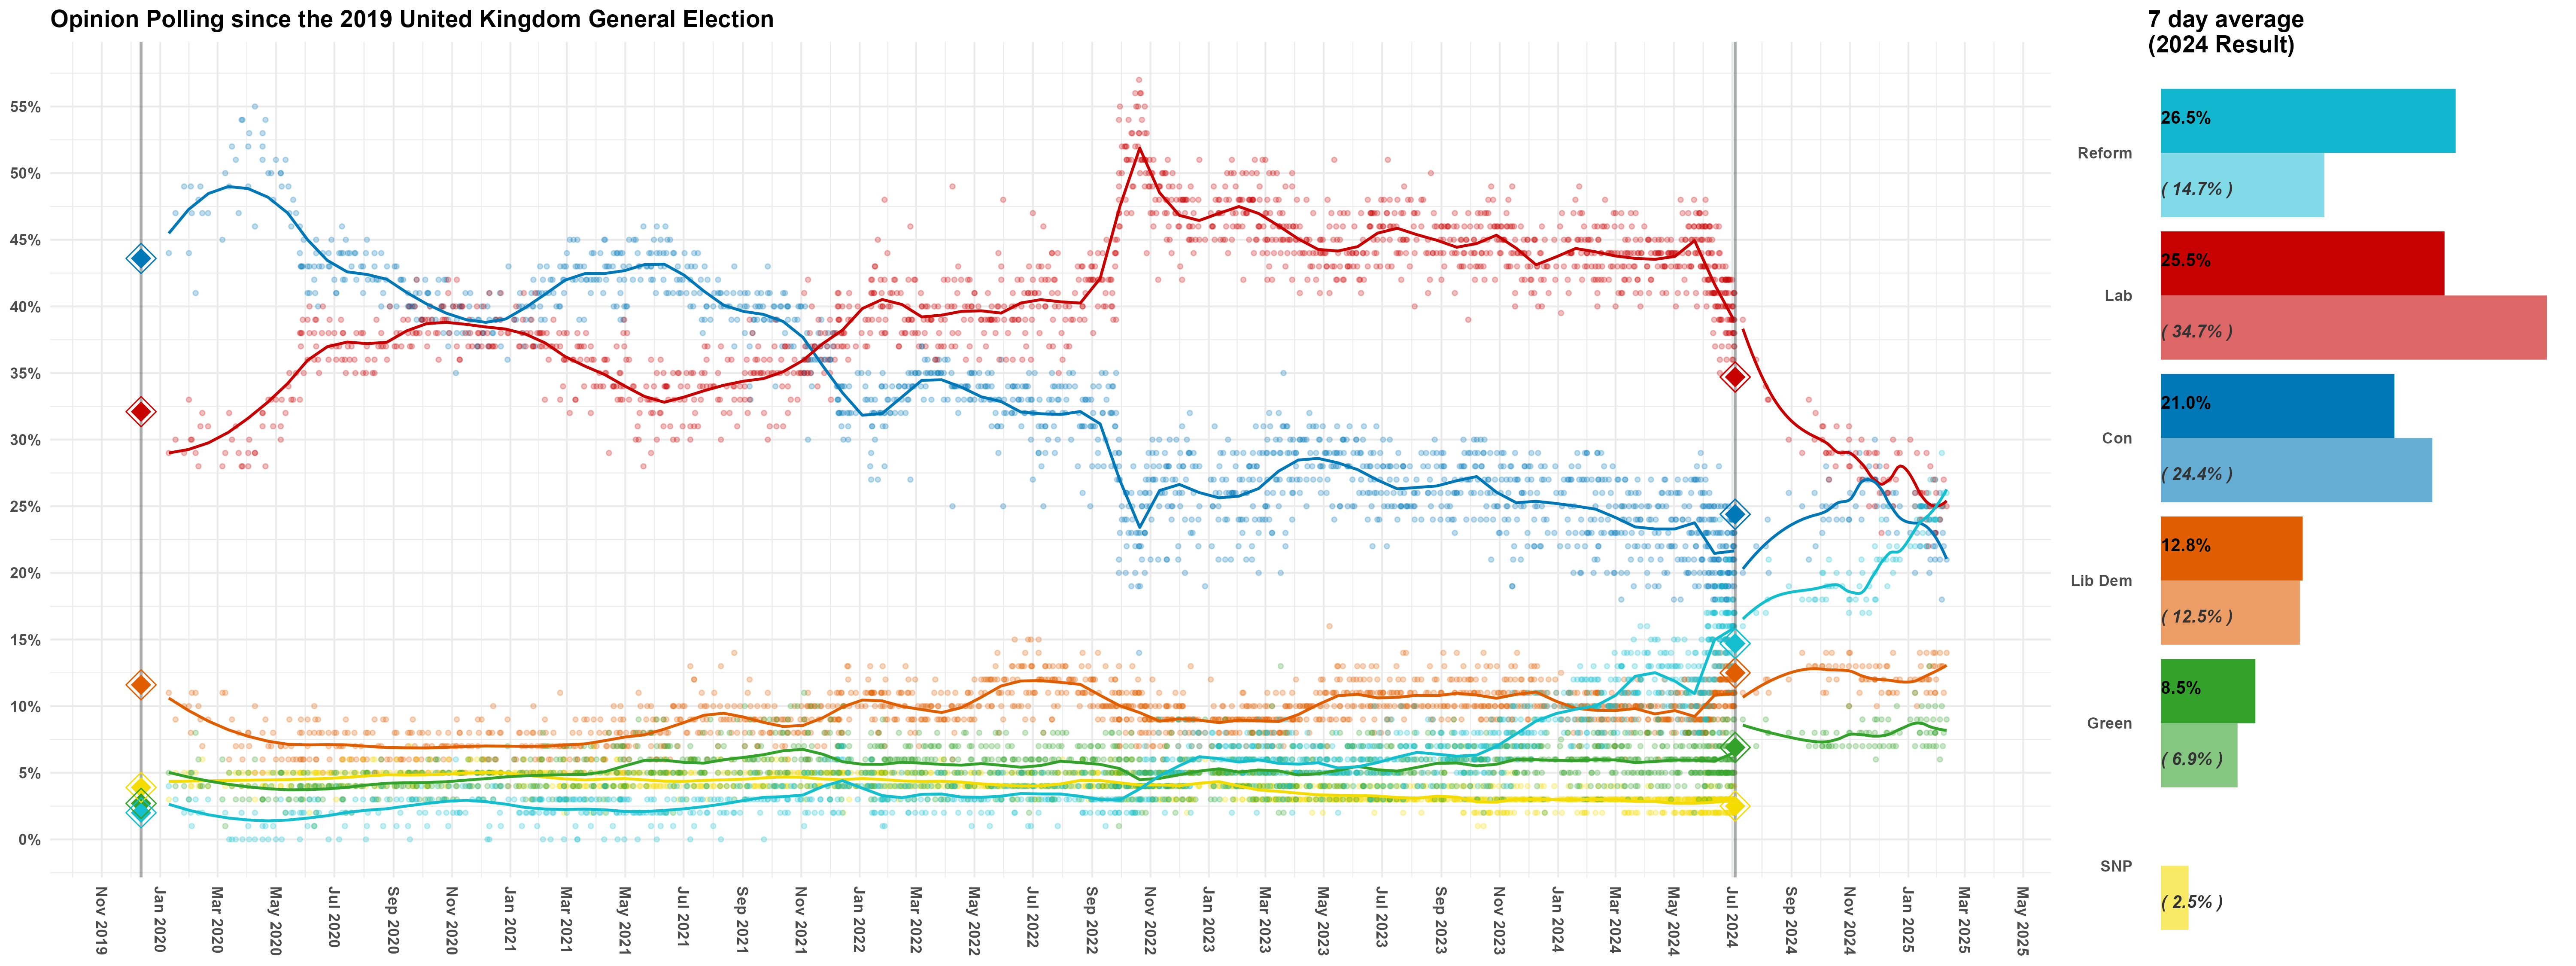 Opinion Polling since the 2019 United Kingdom General Election
7 day average
(2024 Result)
55%
50%
45%
40%
35%
30%
25%
20%
15%
10%
5%
0%
Nov 2019
Jan 2020
Mar 2020
May 2020
Jul 2020
Sep 2020
Nov 2020
Jan 2021
Mar 2021
May 2021
Jul 2021
Sep 2021
Nov 2021
Jan 2022
Mar 2022
May 2022
Jul 2022
Sep 2022
Nov 2022
Jan 2023
Mar 2023
May 2023
Jul 2023
Sep 2023
Nov 2023
Jan 2024
Mar 2024
May 2024
Jul 2024
Sep 2024
Nov 2024
Jan 2025
Mar 2025
May 2025
Reform
26.5%
( 14.7% )
Lab
25.5%
( 34.7% )
Con
21.0%
( 24.4% )
Lib Dem
12.8%
( 12.5% )
Green
8.5%
( 6.9% )
SNP
( 2.5% )